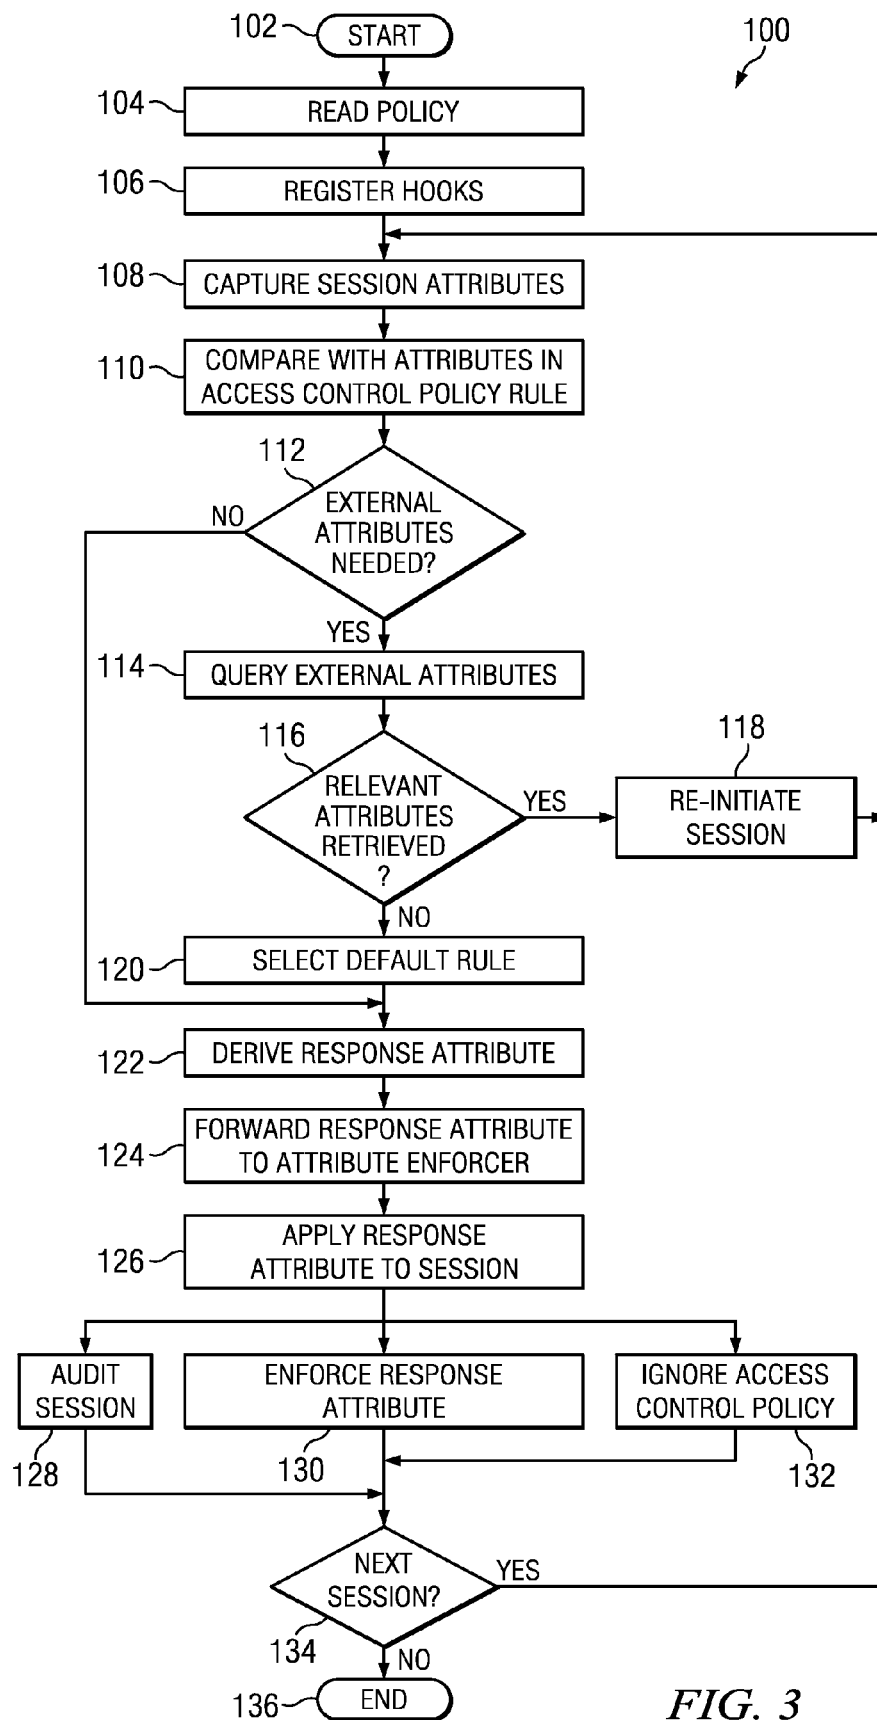 102
START
100
104
READ POLICY
106
REGISTER HOOKS
108
CAPTURE SESSION ATTRIBUTES
110
COMPARE WITH ATTRIBUTES IN
ACCESS CONTROL POLICY RULE
112
NO
EXTERNAL
ATTRIBUTES
NEEDED?
YES
114
QUERY EXTERNAL ATTRIBUTES
116
RELEVANT
ATTRIBUTES
RETRIEVED
?
YES
118
RE-INITIATE
SESSION
NO
120
SELECT DEFAULT RULE
122
DERIVE RESPONSE ATTRIBUTE
124
FORWARD RESPONSE ATTRIBUTE
TO ATTRIBUTE ENFORCER
126
APPLY RESPONSE
ATTRIBUTE TO SESSION
AUDIT
SESSION
128
ENFORCE RESPONSE
ATTRIBUTE
130
IGNORE ACCESS
CONTROL POLICY
132
NEXT
SESSION?
YES
134
NO
136
END
FIG. 3